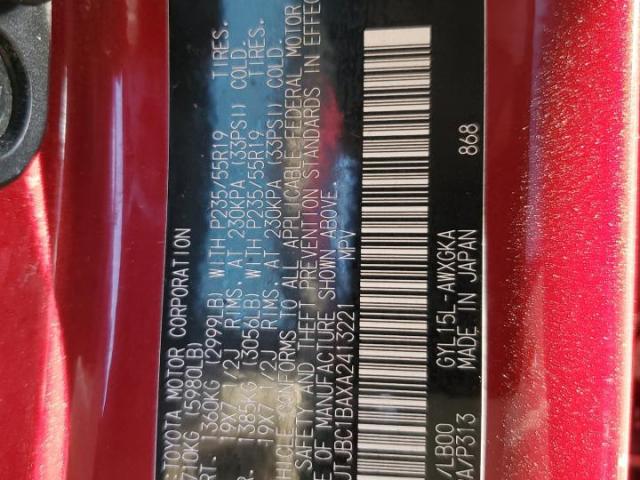 :TOYOTA MOTOR CORPORATION
710KG (5980LB)
RT. 1360KG (2999LB) WITH P235/55R19 TIRES.
19X7 1/2J RIMS. AT 230KPA (33PSI) COLD.
1385KG (3056LB) WITH P235/55R19 TIRES.
19X7 1/2J RIMS. AT 230KPA (33PSI) COLD.
HICLE CONFORMS TO ALL APPLICABLE FEDERAL MOTOR
SAFETY AND THEFT PREVENTION STANDARDS IN EFFEC
E OF MANUFACTURE SHOWN ABOVE.
JTJBC1BAXA2413221 MPV
/LB00 GYL15L-AWXGKA
A/P313 MADE IN JAPAN 868